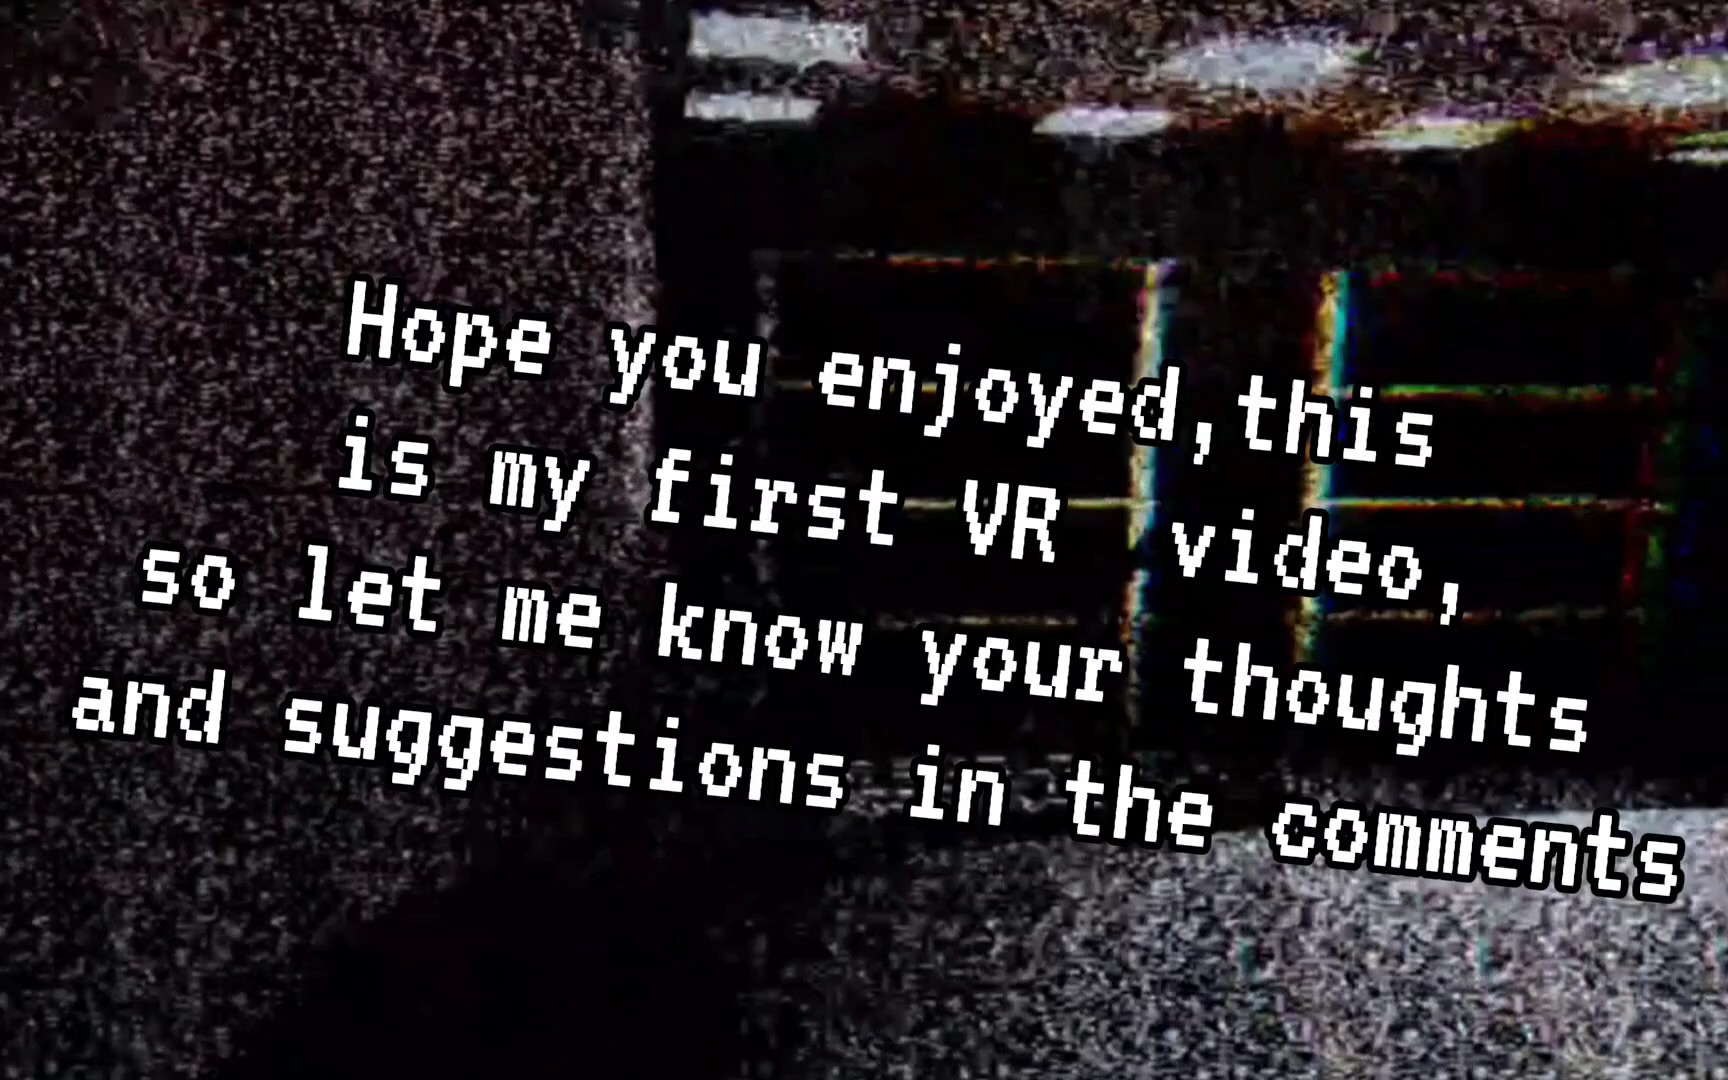 Hope you enjoyed,this
is my first VR video,
so let me know your thoughts
and suggestions in the comments